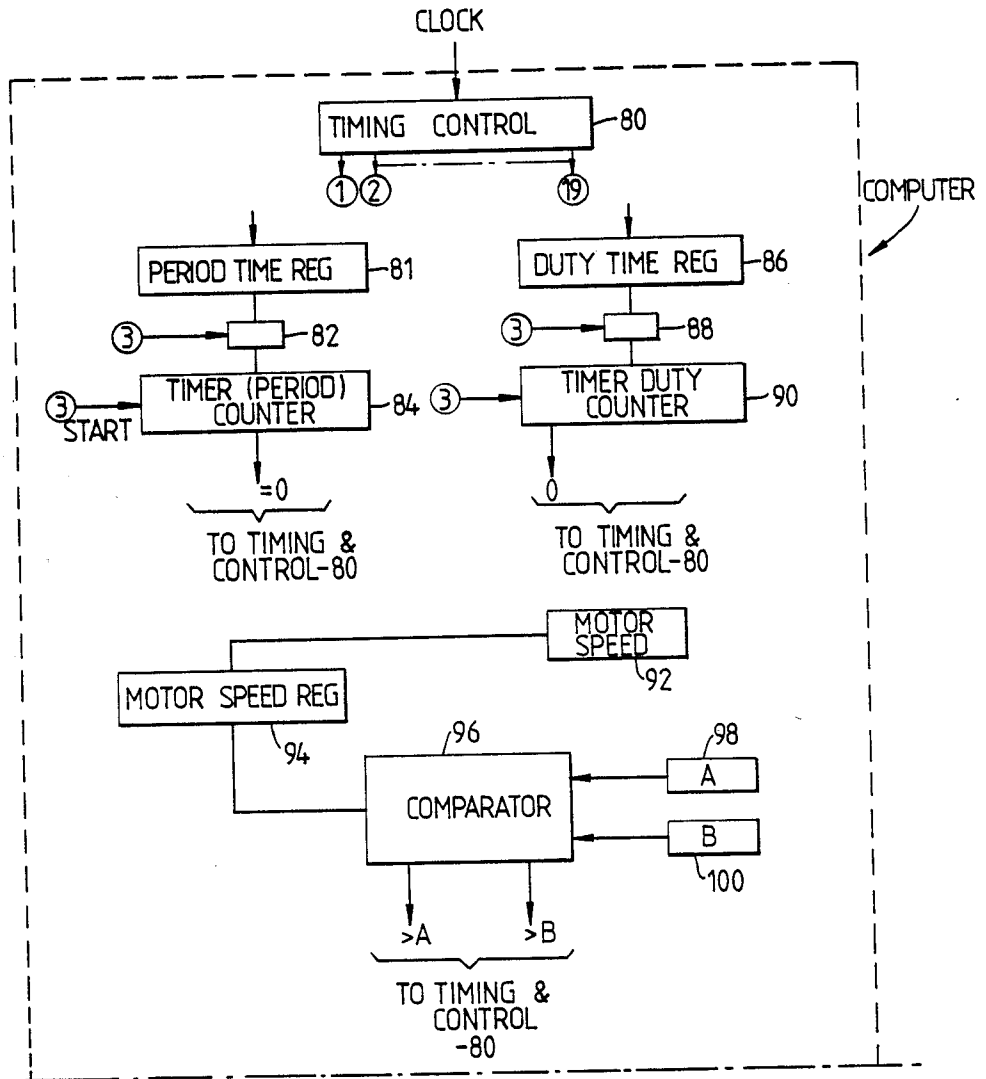 CLOCK
TIMING CONTROL
80
1
2
19
COMPUTER
PERIOD TIME REG
81
DUTY TIME REG
86
3
82
3
88
3
START
TIMER (PERIOD)
COUNTER
84
3
TIMER DUTY
COUNTER
90
=0
0
TO TIMING &
CONTROL-80
TO TIMING &
CONTROL-80
MOTOR
SPEED
92
MOTOR SPEED REG
94
96
COMPARATOR
98
A
B
100
>A
>B
TO TIMING &
CONTROL
-80